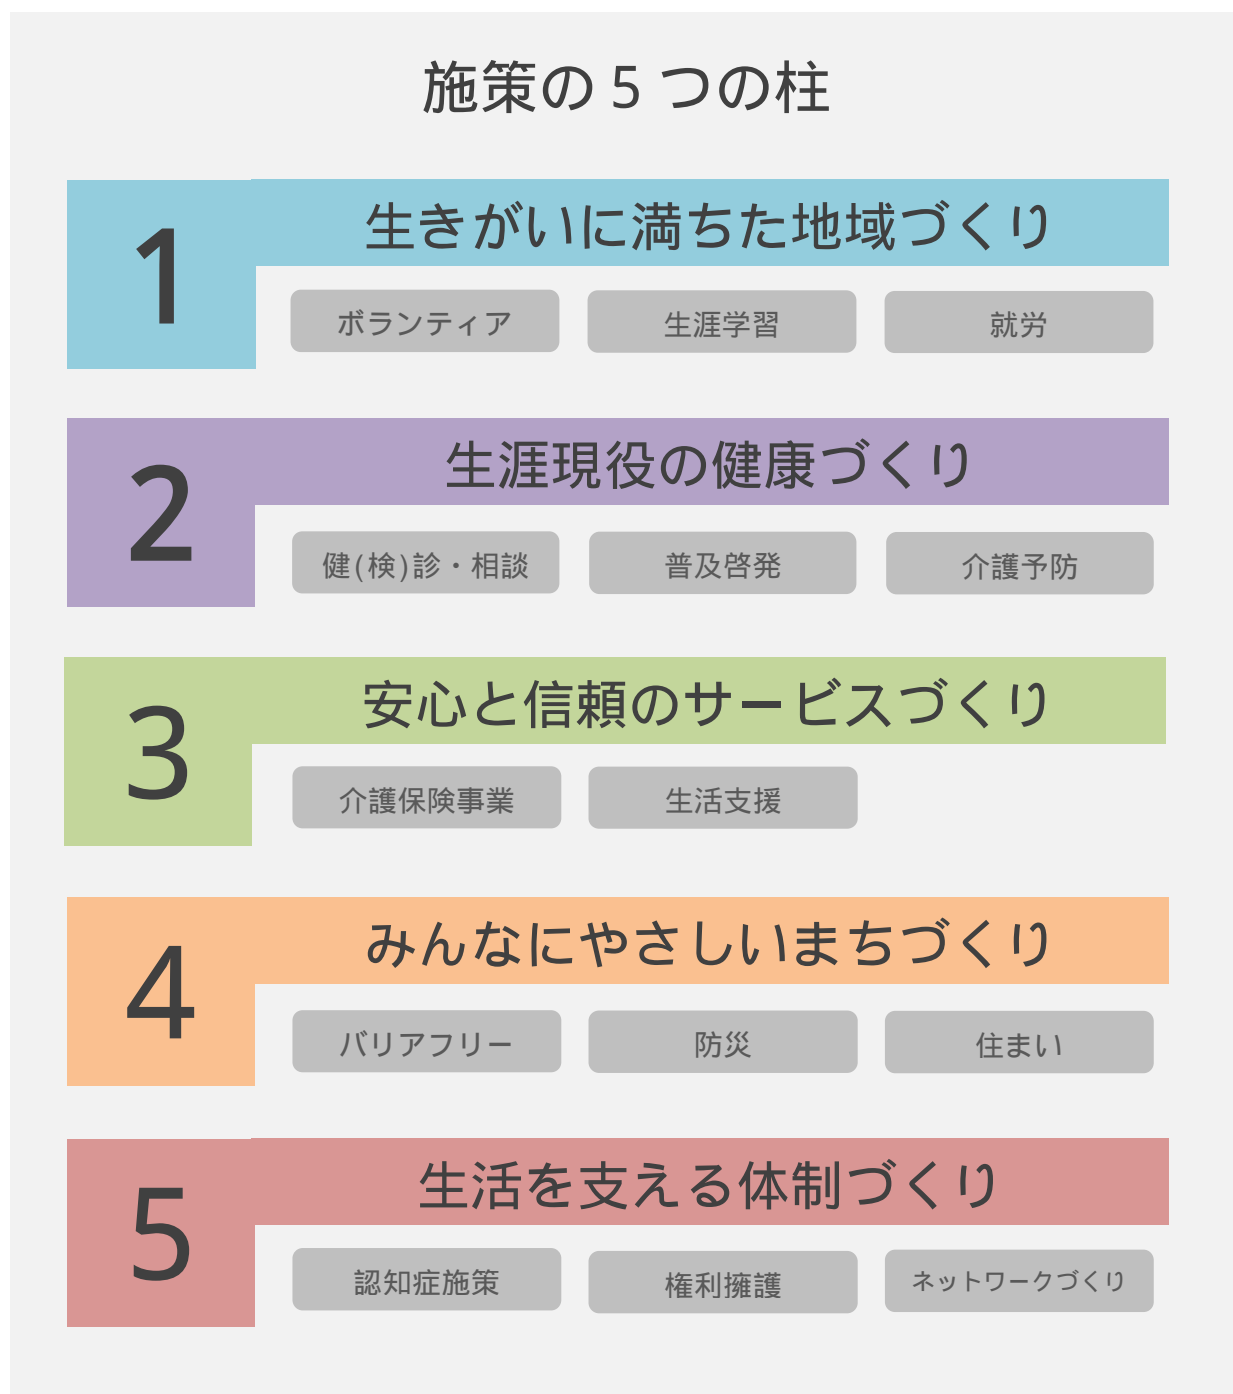 施策の5つの柱
1
生きがいに満ちた地域づくり
ボランティア
生涯学習
就労
2
生涯現役の健康づくり
健(検)診・相談
普及啓発
介護予防
3
安心と信頼のサービスづくり
介護保険事業
生活支援
4
みんなにやさしいまちづくり
バリアフリー
防災
住まい
5
生活を支える体制づくり
認知症施策
権利擁護
ネットワークづくり